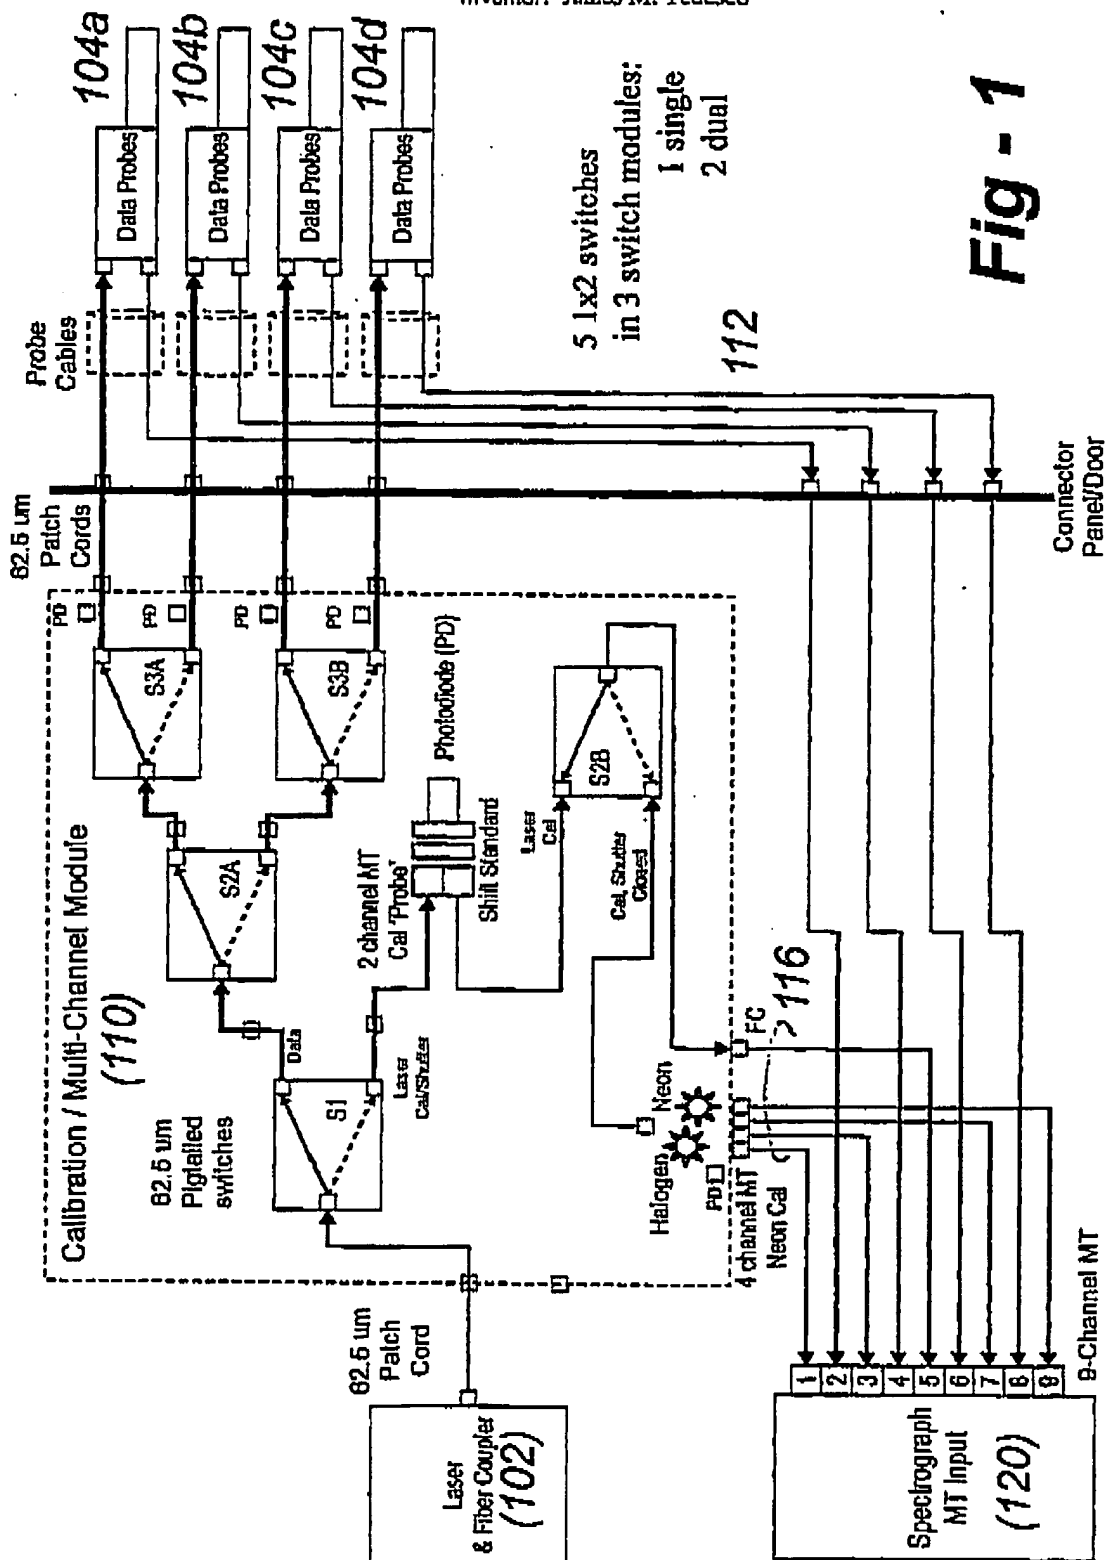 104a
104b
104c
104d
Data Probes
Data Probes
Data Probes
Data Probes
Probe
Cables
5 1x2 switches
in 3 switch modules:
1 single
2 dual
Fig - 1
112
62.5 um
Patch
Cords
Connector
Panel/Door
PD
PD
PD
PD
S3A
S3B
Photodiode (PD)
Calibration / Multi-Channel Module
(110)
S2A
2 channel MT
Cal "Probe"
Shift Standard
S2B
Laser
Cal
Cal, Shutter
Closed
62.5 um
Pigtailed
switches
Data
S1
Laser
Cal/Shutter
Halogen
Neon
PD
FC
116
4 channel MT
Neon Cal
62.5 um
Patch
Cord
Laser
& Fiber Coupler
(102)
1
2
3
4
5
6
7
8
9
9-Channel MT
Spectrograph
MT Input
(120)